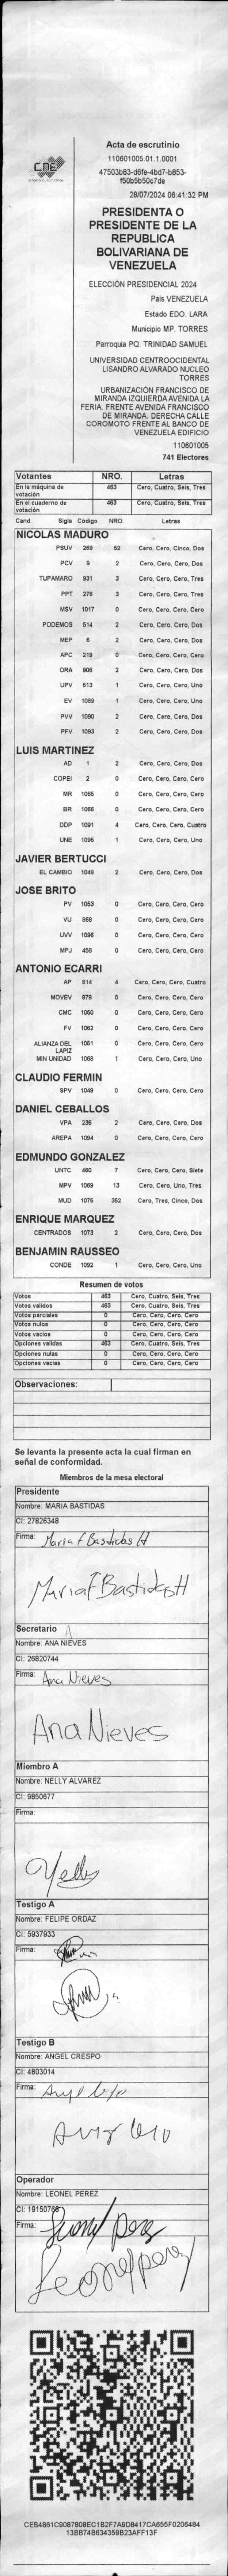 CNE
Acta de escrutinio
110601005.01.1.0001
47503b83-d6fe-4bd7-b853-
f50b5b50c7de
28/07/2024 06:41:32 PM
PRESIDENTA O
PRESIDENTE DE LA
REPUBLICA
BOLIVARIANA DE
VENEZUELA
ELECCIÓN PRESIDENCIAL 2024
Pais VENEZUELA
Estado EDO. LARA
Municipio MP. TORRES
Parroquia PQ. TRINIDAD SAMUEL
UNIVERSIDAD CENTROOCIDENTAL
LISANDRO ALVARADO NUCLEO
TORRES
URBANIZACIÓN FRANCISCO DE
MIRANDA IZQUIERDA AVENIDA LA
FERIA. FRENTE AVENIDA FRANCISCO
DE MIRANDA. DERECHA CALLE
COROMOTO FRENTE AL BANCO DE
VENEZUELA EDIFICIO
110601005
741 Electores
Votantes NRO. Letras
En la máquina de votación 463 Cero, Cuatro, Seis, Tres
En el cuaderno de votación 463 Cero, Cuatro, Seis, Tres
Cand. Sigla Código NRO. Letras
NICOLAS MADURO
PSUV 269 52 Cero, Cero, Cinco, Dos
PCV 9 2 Cero, Cero, Cero, Dos
TUPAMARO 931 3 Cero, Cero, Cero, Tres
PPT 276 3 Cero, Cero, Cero, Tres
MSV 1017 0 Cero, Cero, Cero, Cero
PODEMOS 514 2 Cero, Cero, Cero, Dos
MEP 6 2 Cero, Cero, Cero, Dos
APC 219 0 Cero, Cero, Cero, Cero
ORA 906 2 Cero, Cero, Cero, Dos
UPV 613 1 Cero, Cero, Cero, Uno
EV 1089 1 Cero, Cero, Cero, Uno
PVV 1090 2 Cero, Cero, Cero, Dos
PFV 1093 2 Cero, Cero, Cero, Dos
LUIS MARTINEZ
AD 1 2 Cero, Cero, Cero, Dos
COPEI 2 0 Cero, Cero, Cero, Cero
MR 1065 0 Cero, Cero, Cero, Cero
BR 1066 0 Cero, Cero, Cero, Cero
DDP 1091 4 Cero, Cero, Cero, Cuatro
UNE 1095 1 Cero, Cero, Cero, Uno
JAVIER BERTUCCI
EL CAMBIO 1048 2 Cero, Cero, Cero, Dos
JOSE BRITO
PV 1053 0 Cero, Cero, Cero, Cero
VU 968 0 Cero, Cero, Cero, Cero
UVV 1096 0 Cero, Cero, Cero, Cero
MPJ 458 0 Cero, Cero, Cero, Cero
ANTONIO ECARRI
AP 814 4 Cero, Cero, Cero, Cuatro
MOVEV 978 0 Cero, Cero, Cero, Cero
CMC 1050 0 Cero, Cero, Cero, Cero
FV 1062 0 Cero, Cero, Cero, Cero
ALIANZA DEL LAPIZ 1051 0 Cero, Cero, Cero, Cero
MIN UNIDAD 1068 1 Cero, Cero, Cero, Uno
CLAUDIO FERMIN
SPV 1049 0 Cero, Cero, Cero, Cero
DANIEL CEBALLOS
VPA 236 2 Cero, Cero, Cero, Dos
AREPA 1094 0 Cero, Cero, Cero, Cero
EDMUNDO GONZALEZ
UNTC 460 7 Cero, Cero, Cero, Siete
MPV 1069 13 Cero, Cero, Uno, Tres
MUD 1075 352 Cero, Tres, Cinco, Dos
ENRIQUE MARQUEZ
CENTRADOS 1073 2 Cero, Cero, Cero, Dos
BENJAMIN RAUSSEO
CONDE 1092 1 Cero, Cero, Cero, Uno
Resumen de votos
Votos 463 Cero, Cuatro, Seis, Tres
Votos validos 463 Cero, Cuatro, Seis, Tres
Votos parciales 0 Cero, Cero, Cero, Cero
Votos nulos 0 Cero, Cero, Cero, Cero
Votos vacios 0 Cero, Cero, Cero, Cero
Opciones validas 463 Cero, Cuatro, Seis, Tres
Opciones nulas 0 Cero, Cero, Cero, Cero
Opciones vacias 0 Cero, Cero, Cero, Cero
Observaciones:
Se levanta la presente acta la cual firman en
señal de conformidad.
Miembros de la mesa electoral
Presidente
Nombre: MARIA BASTIDAS
CI: 27826348
Firma: Maria F Bastidas H
Maria F Bastidas H
Secretario
Nombre: ANA NIEVES
CI: 26820744
Firma: Ana Nieves
Ana Nieves
Miembro A
Nombre: NELLY ALVAREZ
CI: 9850677
Firma:
Nelly
Testigo A
Nombre: FELIPE ORDAZ
CI: 5937933
Firma:
Testigo B
Nombre: ANGEL CRESPO
CI: 4803014
Firma:
Operador
Nombre: LEONEL PEREZ
CI: 19150766
Firma: Leonel perez
Leonel perez
CEB4861C9087808EC1B2F7A9D8417CA655F0206484
13BB74B634359B23AFF13F